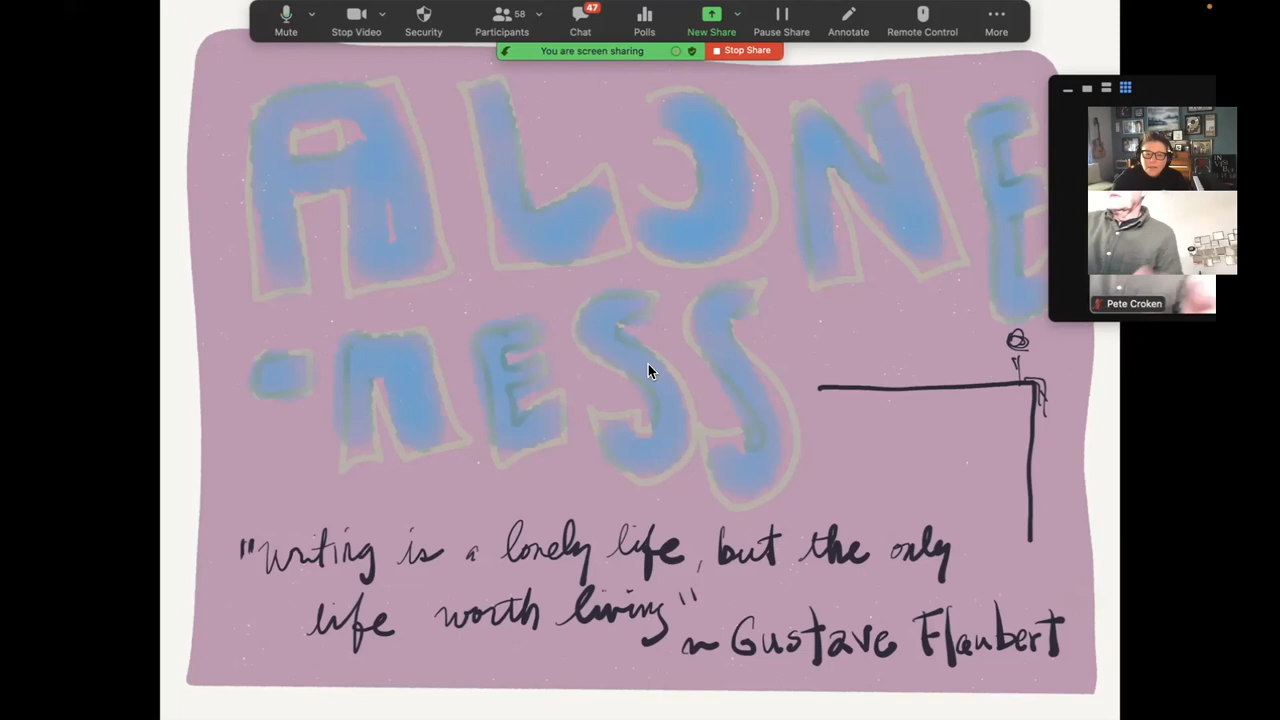 58
47
Mute
Stop Video
Security
Participants
Chat
Polls
New Share
Pause Share
Annotate
Remote Control
More
You are screen sharing
Stop Share
ALONE
-NESS
Pete Croken
"Writing is a lonely life, but the only
life worth living"
~ Gustave Flaubert